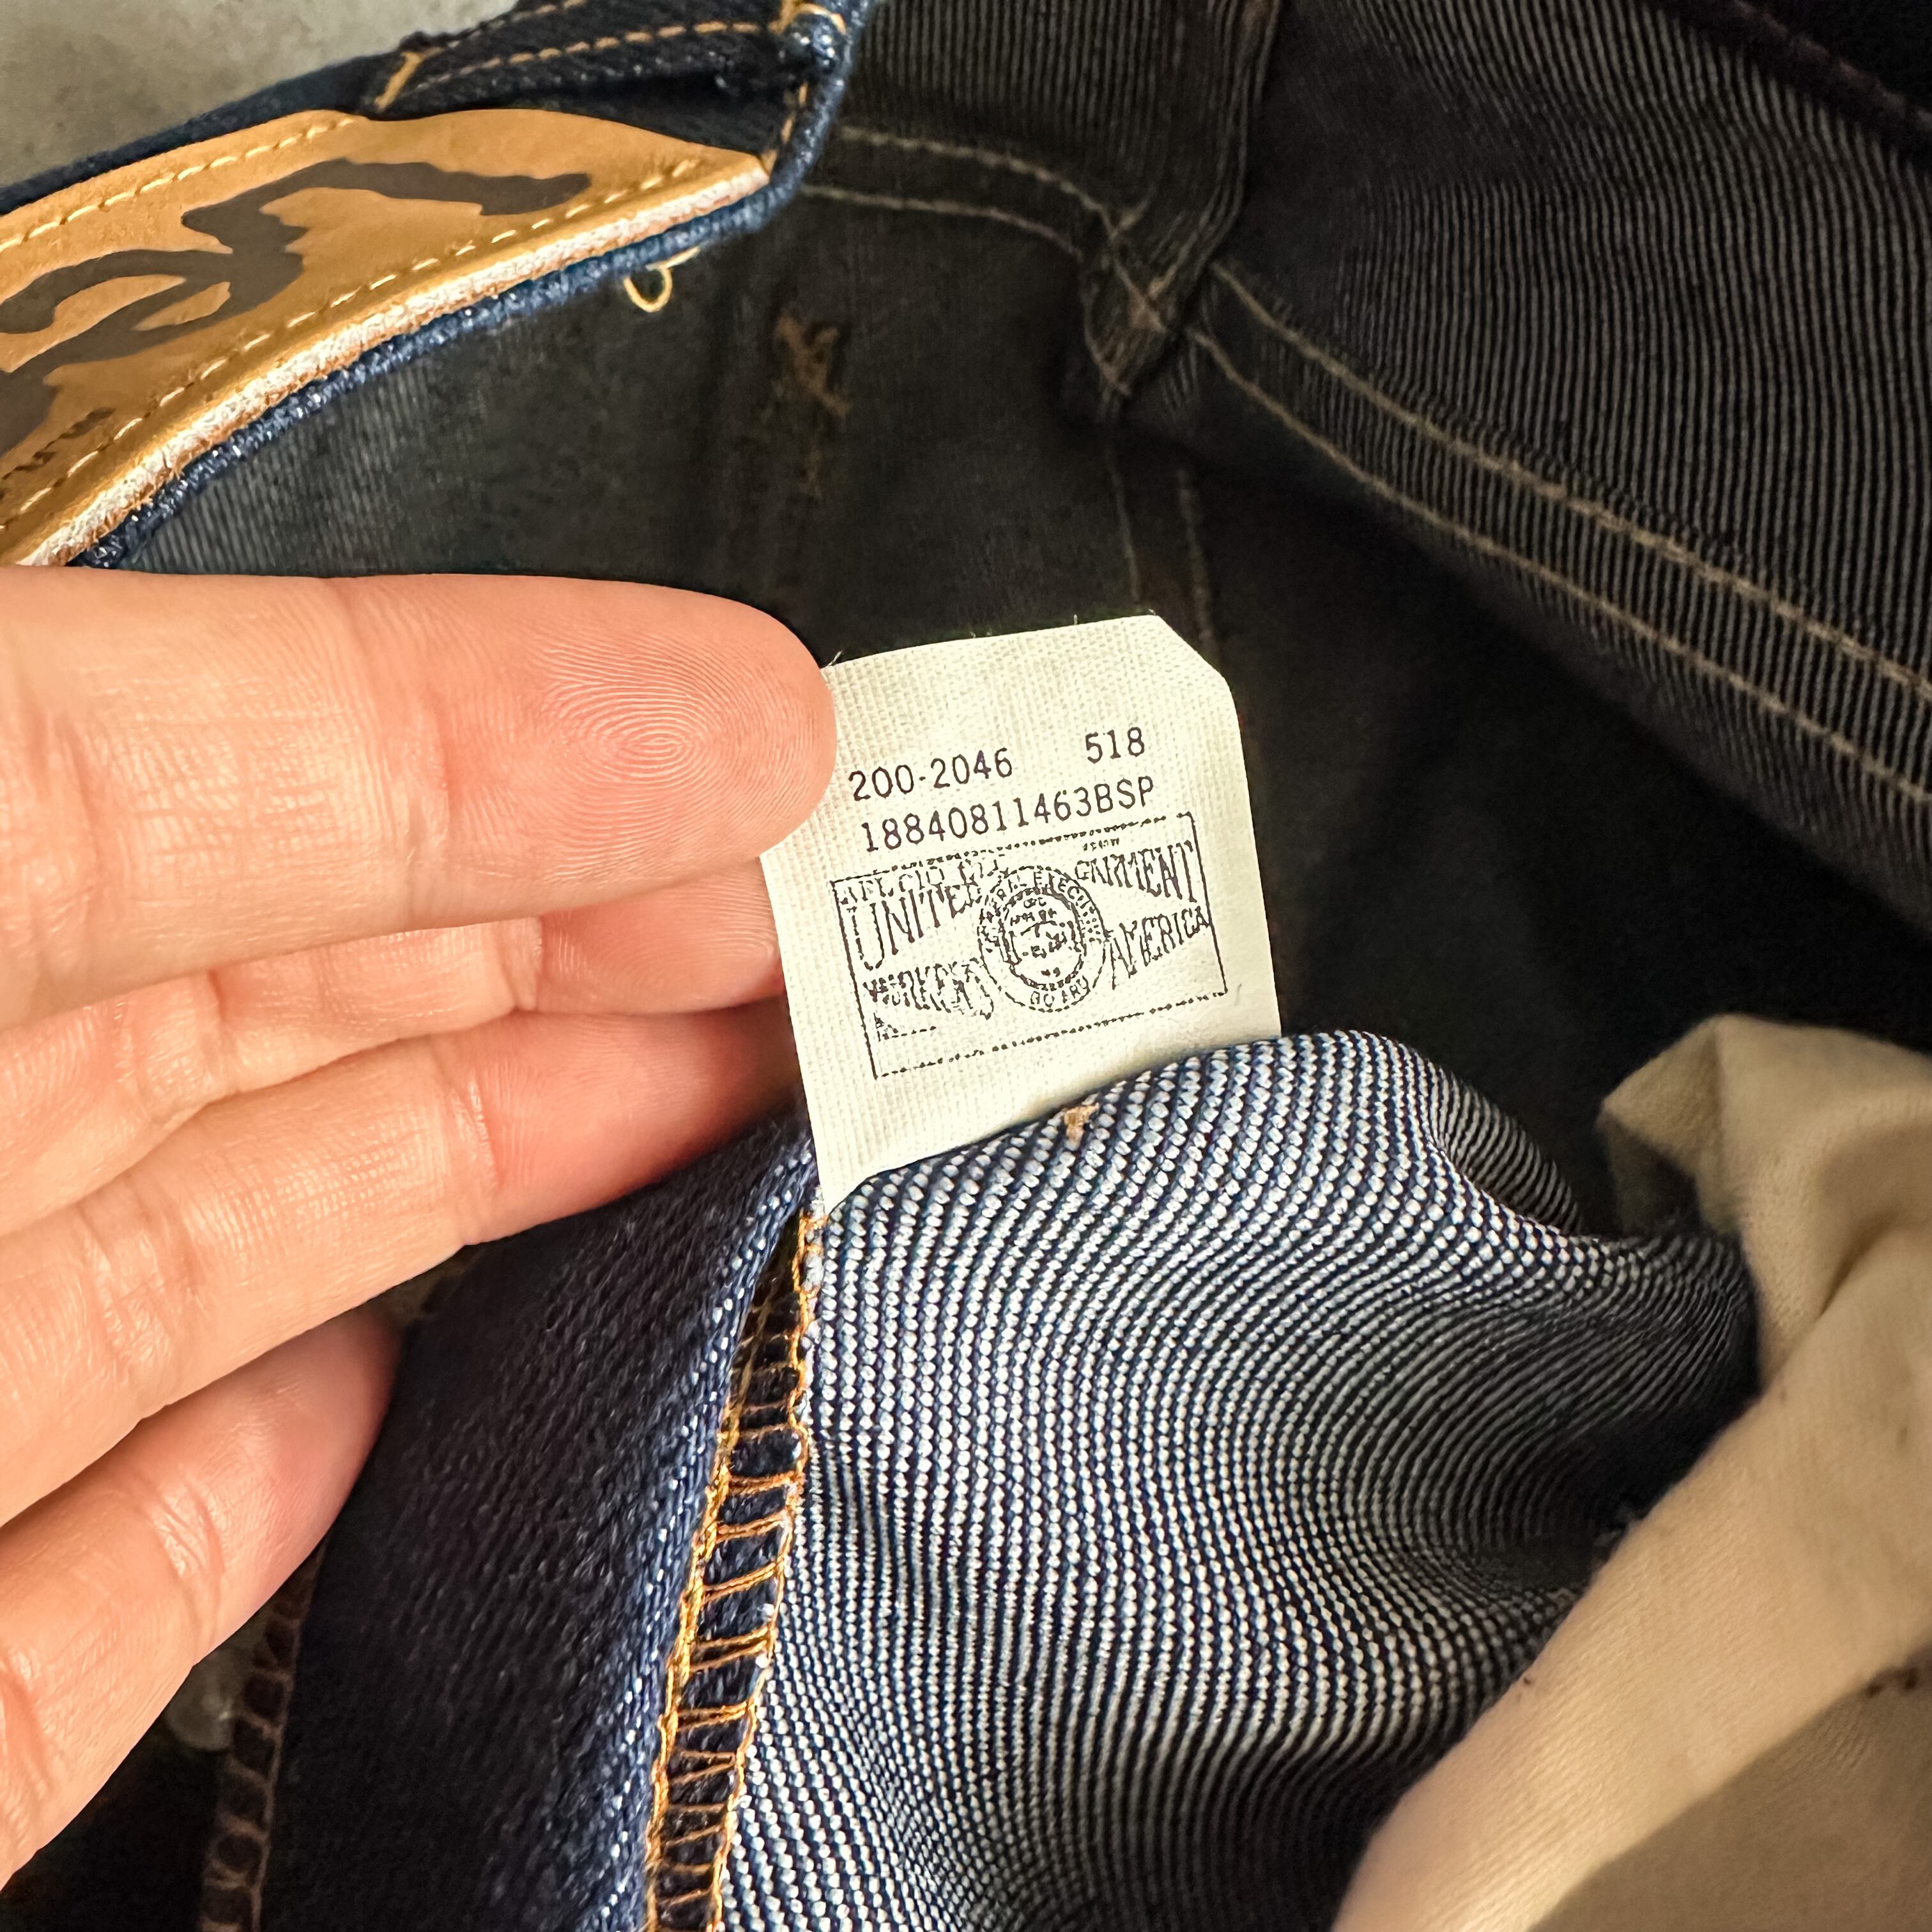 200-2046 518
18840811463BSP
UNITED GARMENT
WORKERS AMERICA